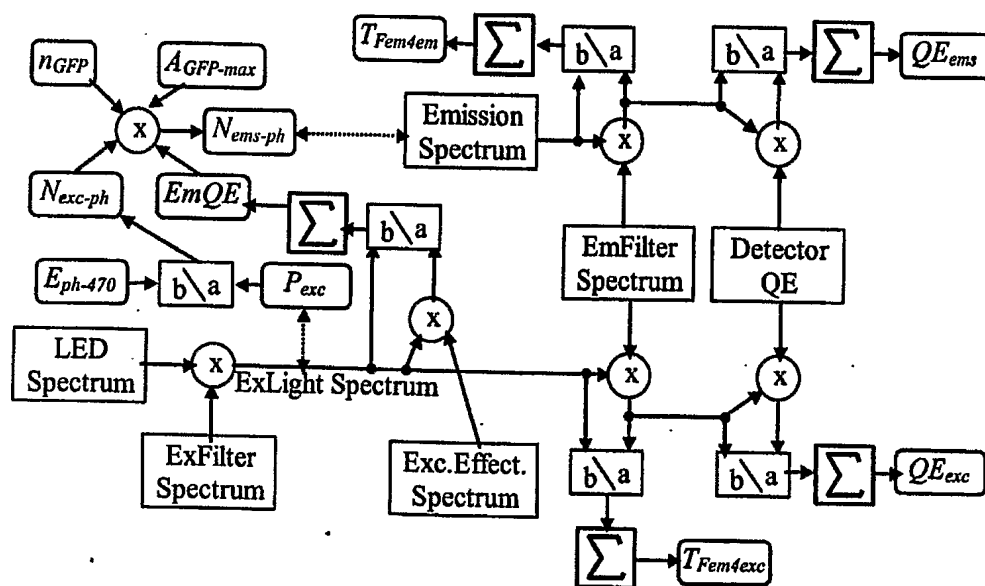 T_Fem4em
Σ
b\a
b\a
Σ
QE_ems
n_GFP
A_GFP-max
x
N_ems-ph
Emission
Spectrum
x
x
N_exc-ph
EmQE
Σ
b\a
EmFilter
Spectrum
Detector
QE
E_ph-470
b\a
P_exc
x
LED
Spectrum
x
ExLight Spectrum
x
x
ExFilter
Spectrum
Exc.Effect.
Spectrum
b\a
b\a
Σ
QE_exc
Σ
T_Fem4exc